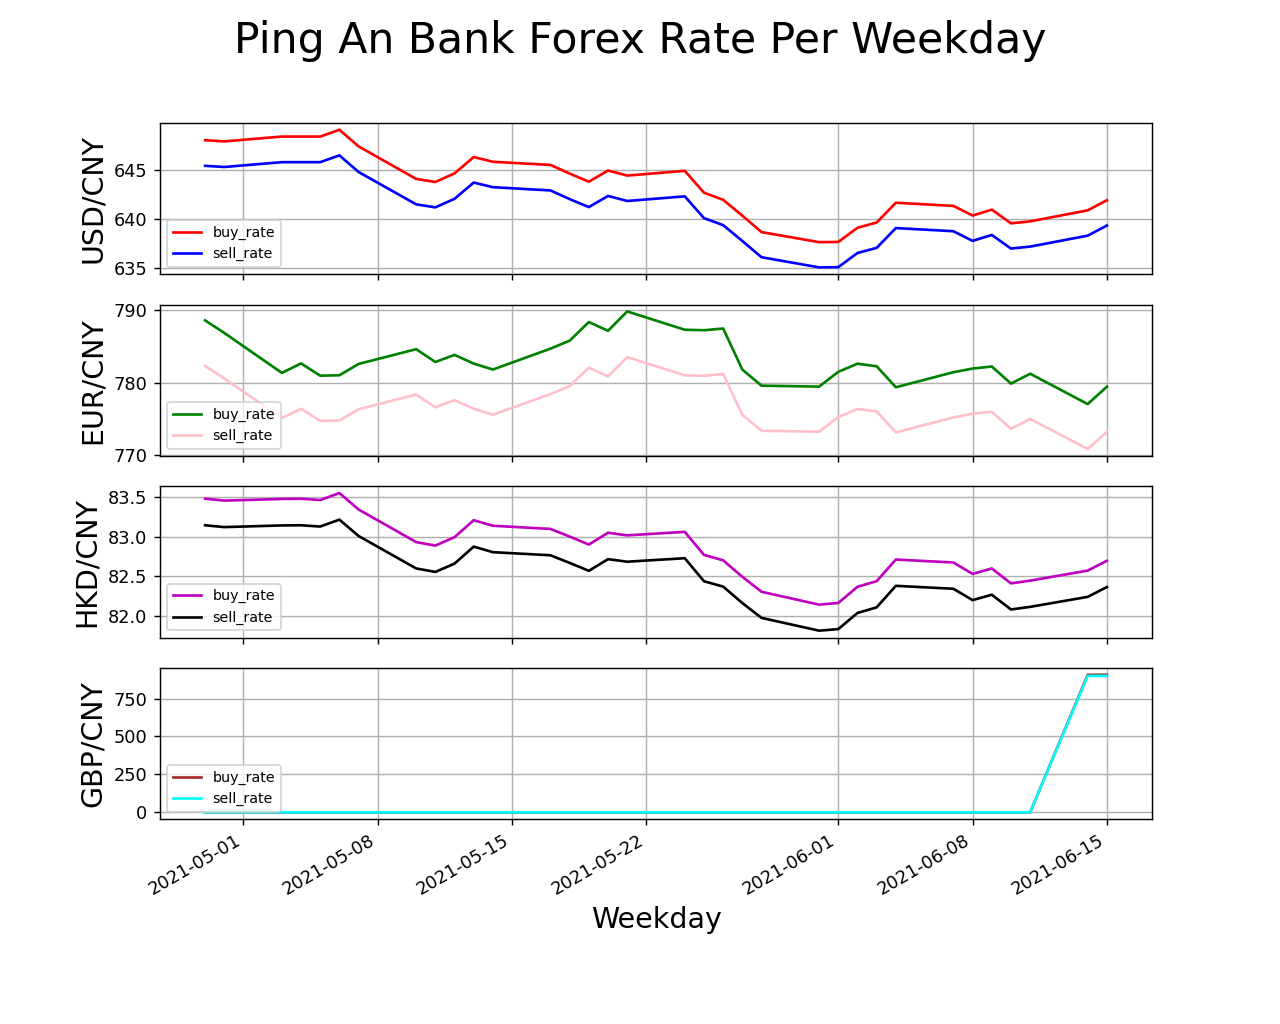 Ping An Bank Forex Rate Per Weekday
USD/CNY
645
640
635
buy_rate
sell_rate
EUR/CNY
790
780
770
buy_rate
sell_rate
HKD/CNY
83.5
83.0
82.5
82.0
buy_rate
sell_rate
GBP/CNY
750
500
250
0
buy_rate
sell_rate
2021-05-01
2021-05-08
2021-05-15
2021-05-22
2021-06-01
2021-06-08
2021-06-15
Weekday